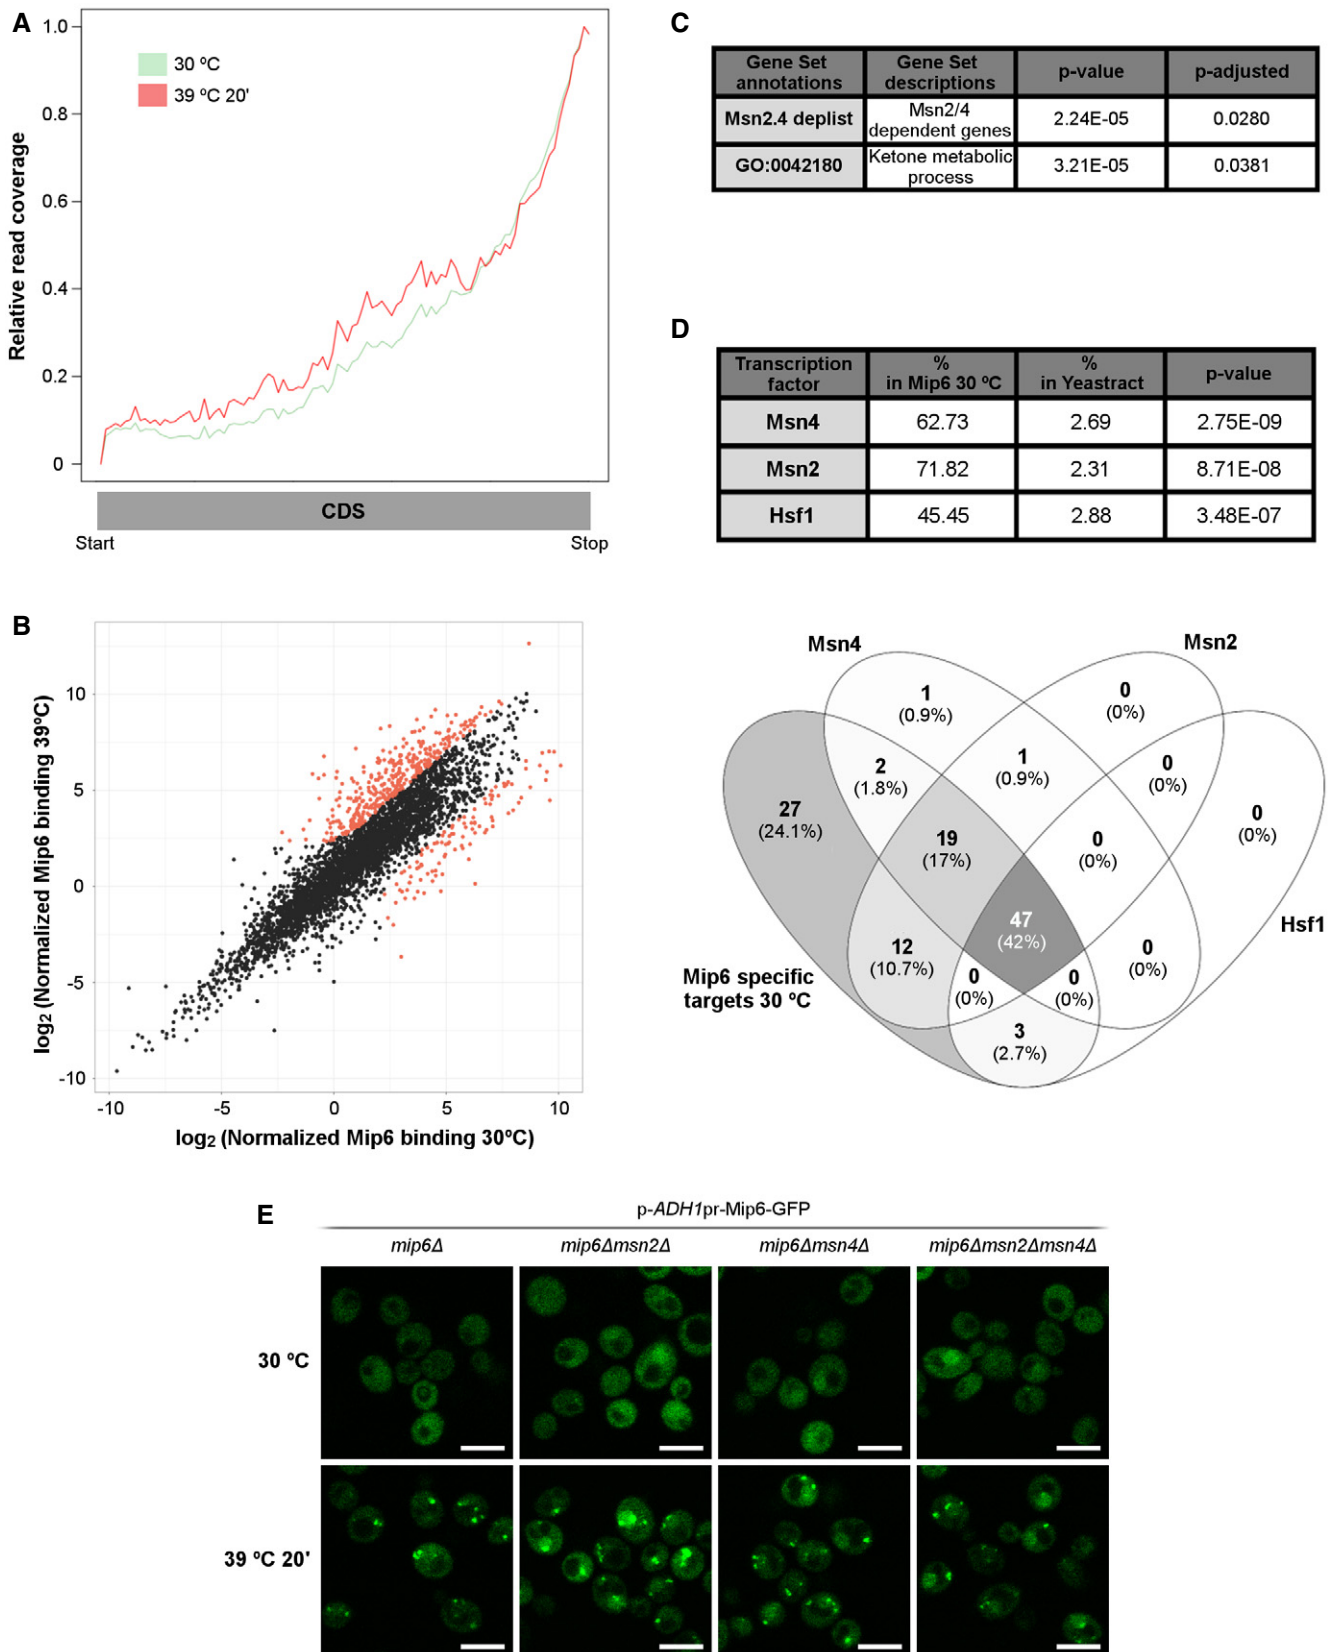 A
1.0
0.8
0.6
0.4
0.2
0
Relative read coverage
30 ºC
39 ºC 20'
CDS
Start
Stop
B
10
5
0
-5
-10
-10
-5
0
5
10
log2 (Normalized Mip6 binding 39ºC)
log2 (Normalized Mip6 binding 30ºC)
C
Gene Set annotations
Gene Set descriptions
p-value
p-adjusted
Msn2.4 deplist
Msn2/4 dependent genes
2.24E-05
0.0280
GO:0042180
Ketone metabolic process
3.21E-05
0.0381
D
Transcription factor
% in Mip6 30 ºC
% in Yeastract
p-value
Msn4
62.73
2.69
2.75E-09
Msn2
71.82
2.31
8.71E-08
Hsf1
45.45
2.88
3.48E-07
Msn4
Msn2
1
(0.9%)
0
(0%)
2
(1.8%)
1
(0.9%)
0
(0%)
27
(24.1%)
19
(17%)
0
(0%)
0
(0%)
47
(42%)
Hsf1
12
(10.7%)
0
(0%)
0
(0%)
0
(0%)
Mip6 specific
targets 30 ºC
3
(2.7%)
E
p-ADH1pr-Mip6-GFP
mip6Δ
mip6Δmsn2Δ
mip6Δmsn4Δ
mip6Δmsn2Δmsn4Δ
30 ºC
39 ºC 20'